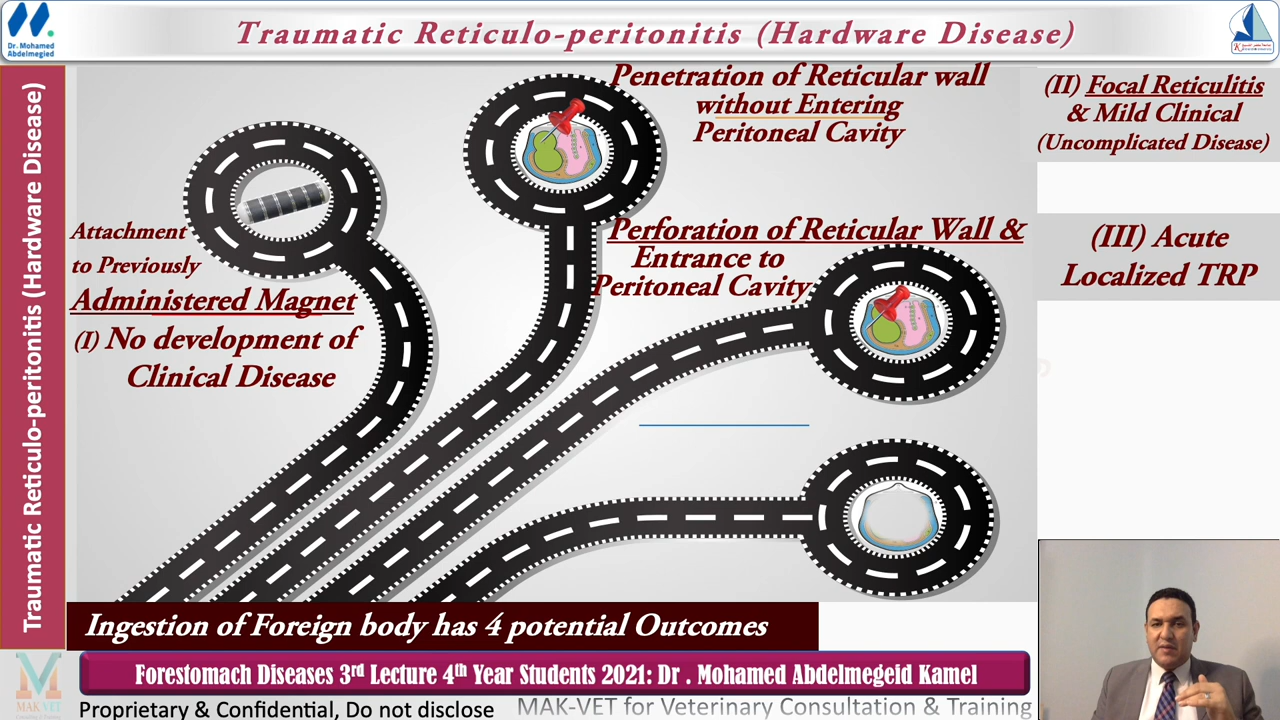 Dr. Mohamed
Abdelmegied
Traumatic Reticulo-peritonitis (Hardware Disease)
Traumatic Reticulo-peritonitis (Hardware Disease)
Penetration of Reticular wall
without Entering
Peritoneal Cavity
(II) Focal Reticulitis
& Mild Clinical
(Uncomplicated Disease)
Attachment
to Previously
Administered Magnet
(I) No development of
Clinical Disease
Perforation of Reticular Wall &
Entrance to
Peritoneal Cavity
(III) Acute
Localized TRP
Ingestion of Foreign body has 4 potential Outcomes
Forestomach Diseases 3rd Lecture 4th Year Students 2021: Dr . Mohamed Abdelmegeid Kamel
MAK-VET
Proprietary & Confidential, Do not disclose
MAK-VET for Veterinary Consultation & Training